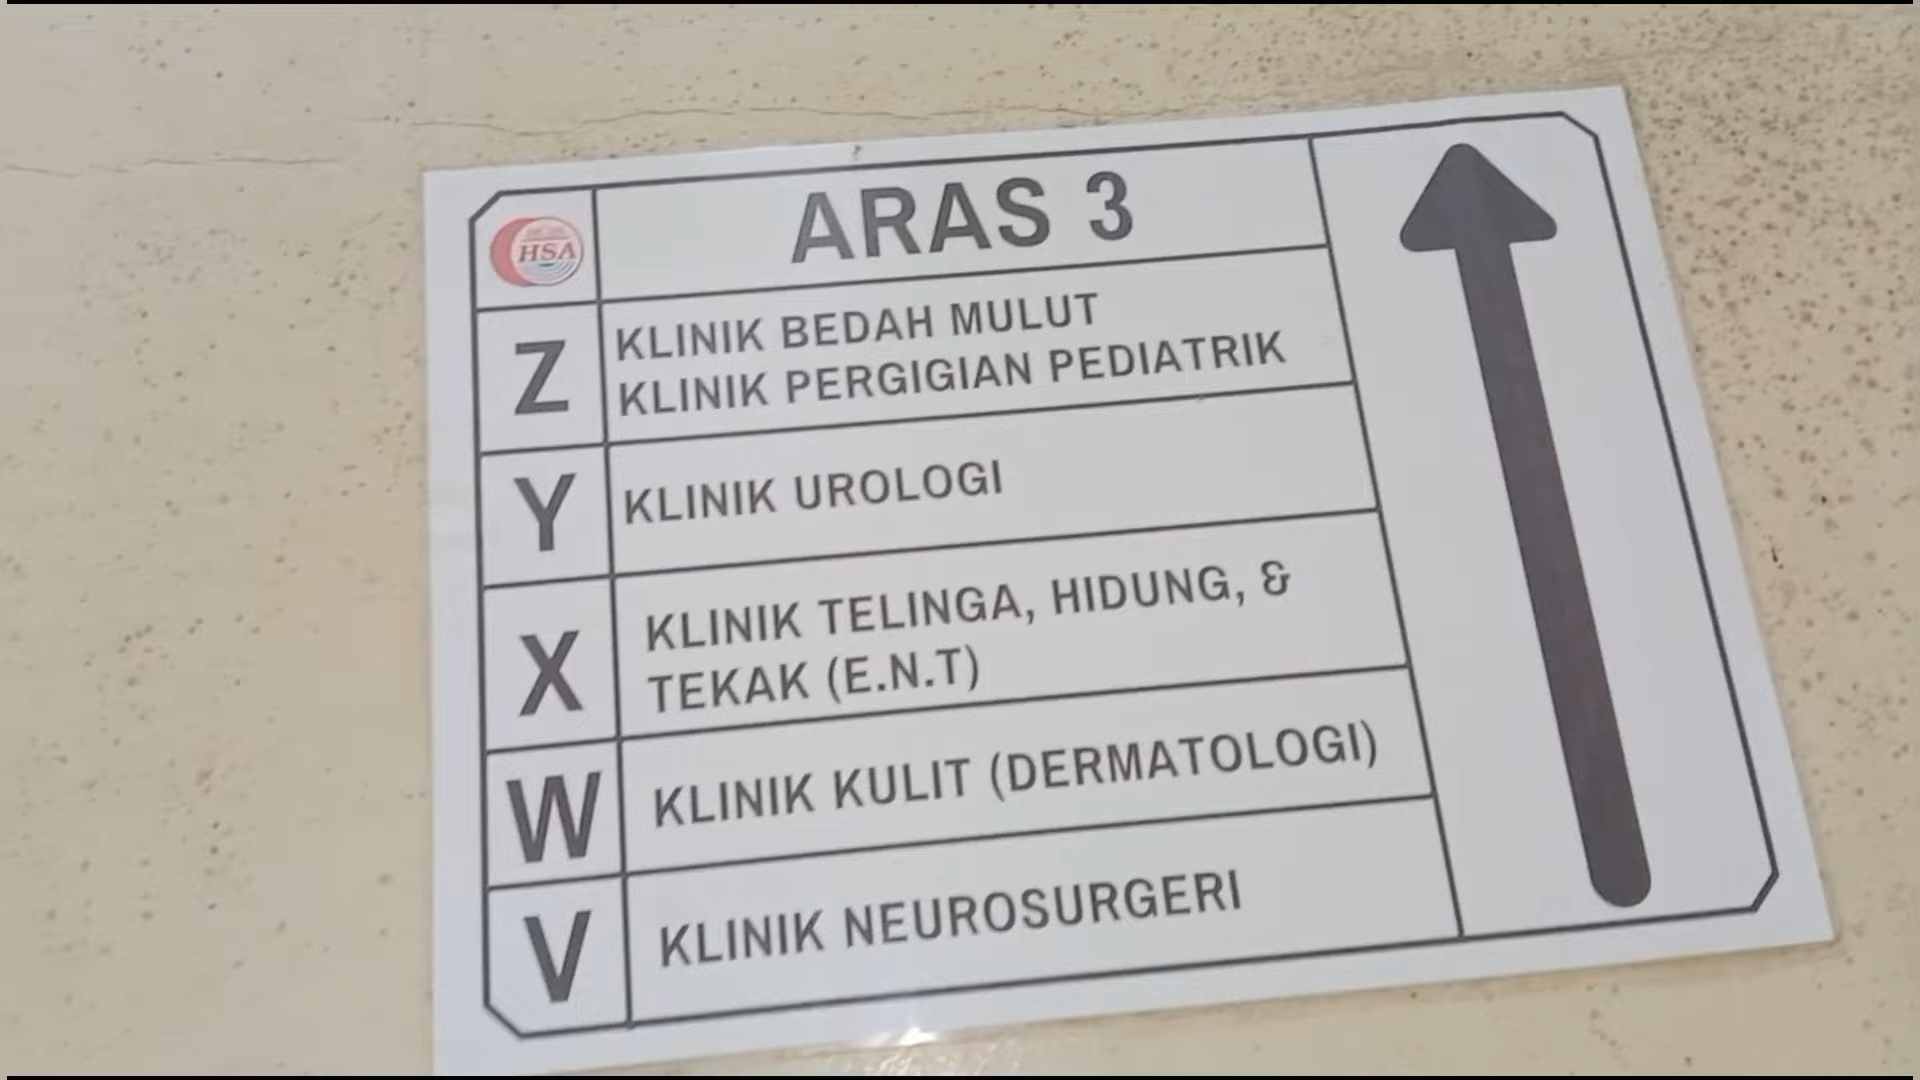 HSA
ARAS 3
Z
KLINIK BEDAH MULUT
KLINIK PERGIGIAN PEDIATRIK
Y
KLINIK UROLOGI
X
KLINIK TELINGA, HIDUNG, &
TEKAK (E.N.T)
W
KLINIK KULIT (DERMATOLOGI)
V
KLINIK NEUROSURGERI